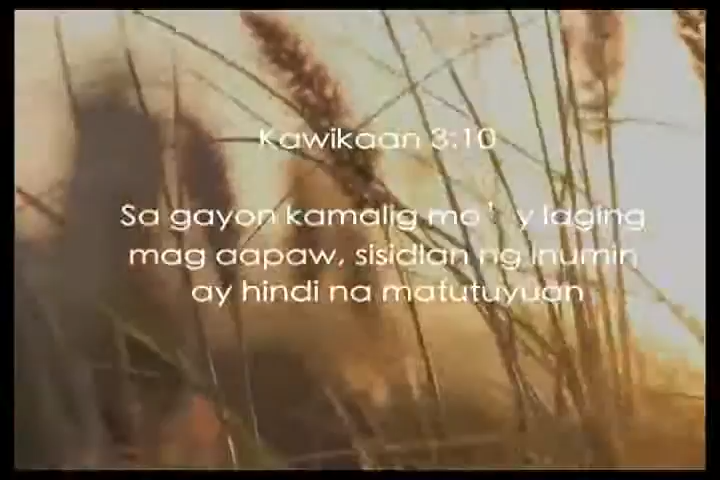 Kawikaan 3:10
Sa gayon kamalig mo' y laging
mag aapaw, sisidlan ng inumin
ay hindi na matutuyuan